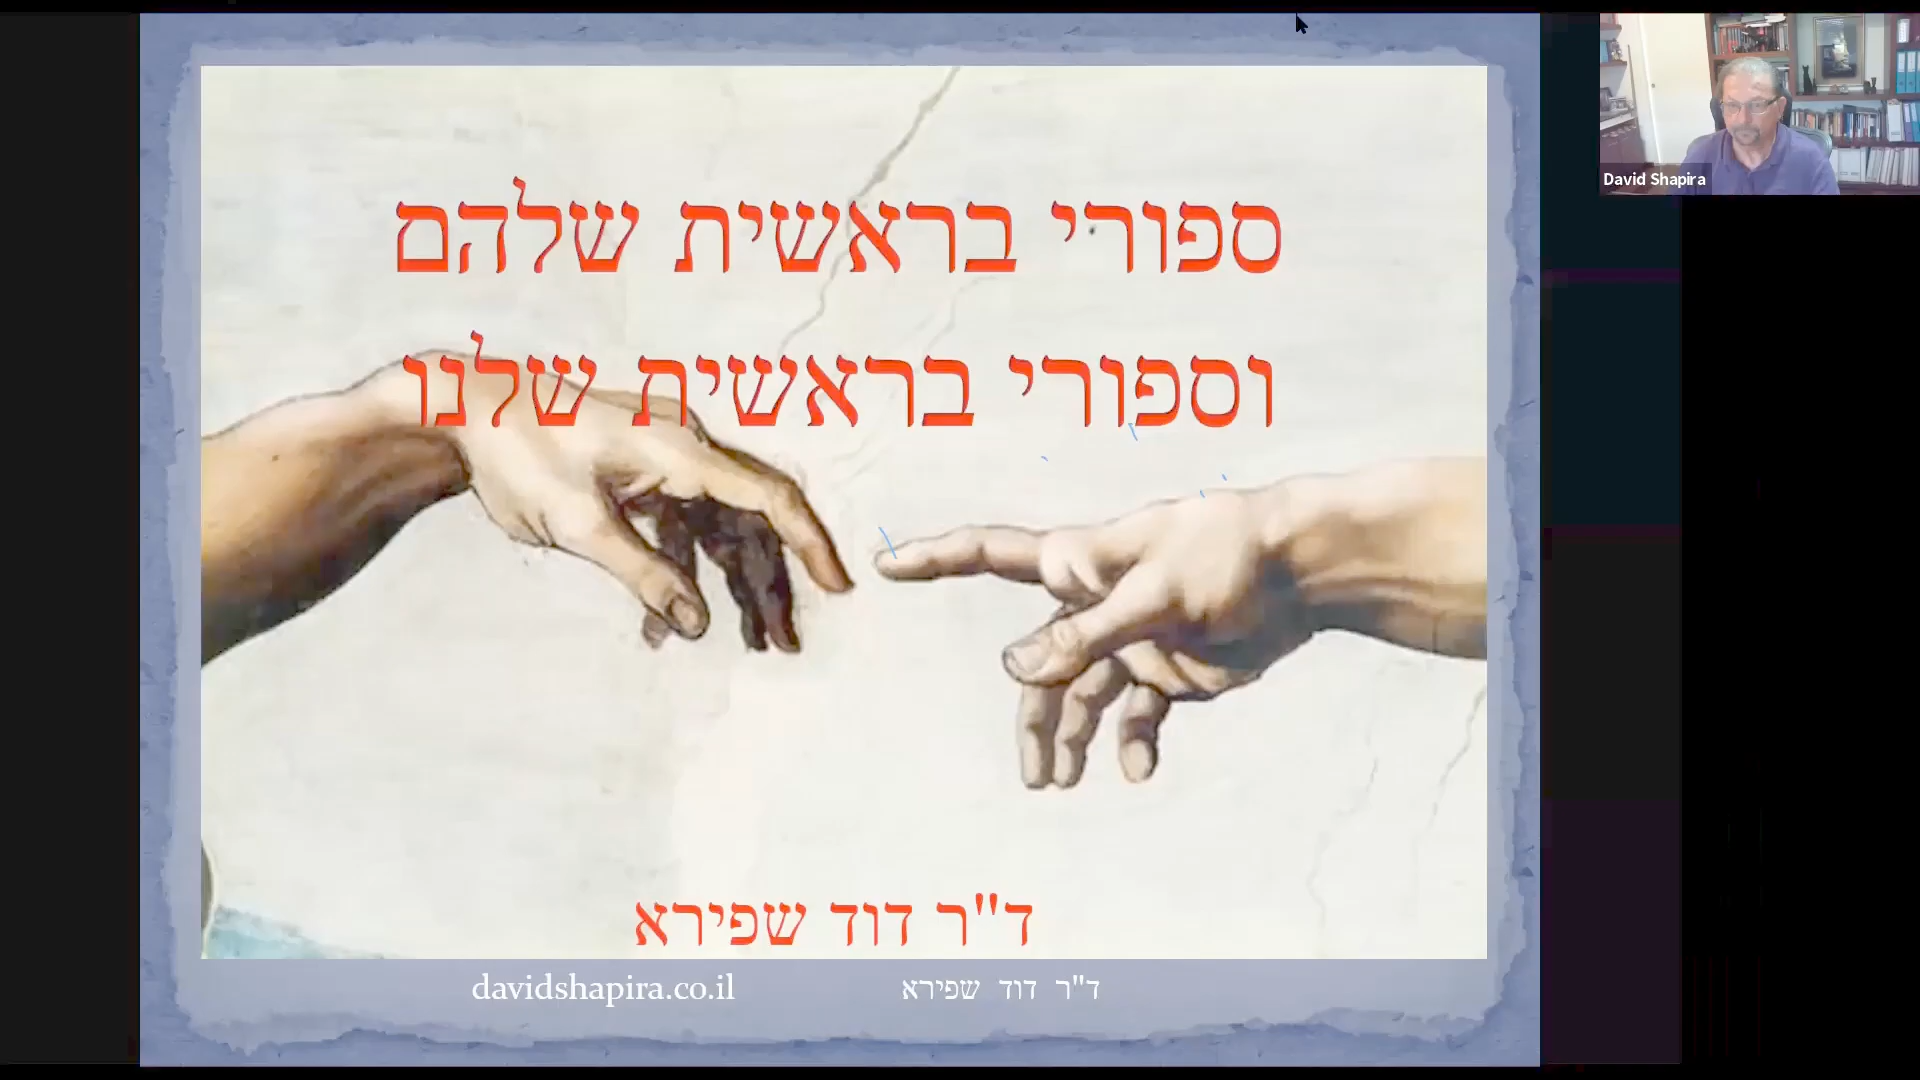 ספורי בראשית שלהם
וספורי בראשית שלנו
ד"ר דוד שפירא
davidshapira.co.il
ד"ר דוד שפירא
David Shapira